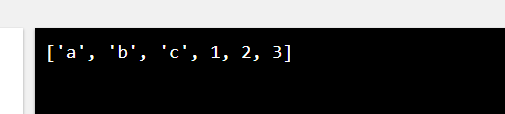 ['a', 'b', 'c', 1, 2, 3]